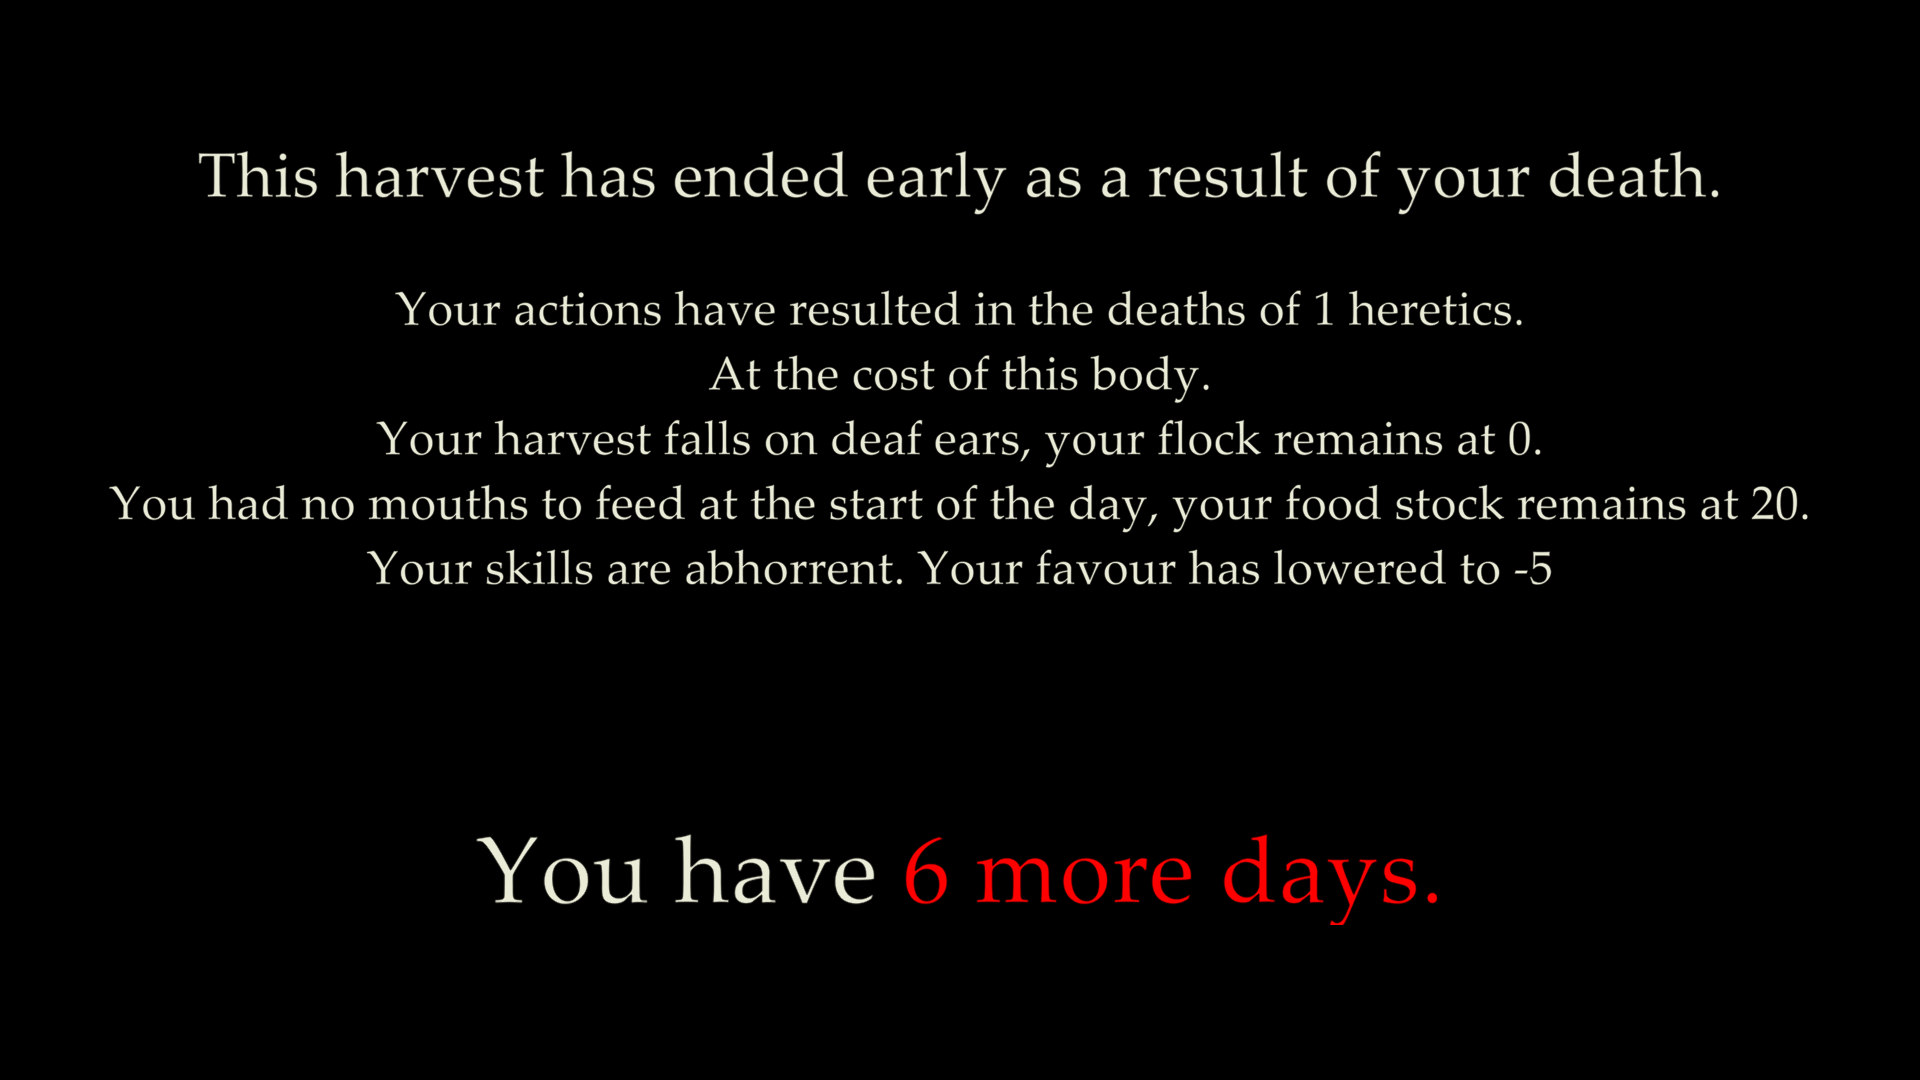 This harvest has ended early as a result of your death.
Your actions have resulted in the deaths of 1 heretics.
At the cost of this body.
Your harvest falls on deaf ears, your flock remains at 0.
You had no mouths to feed at the start of the day, your food stock remains at 20.
Your skills are abhorrent. Your favour has lowered to -5
You have 6 more days.